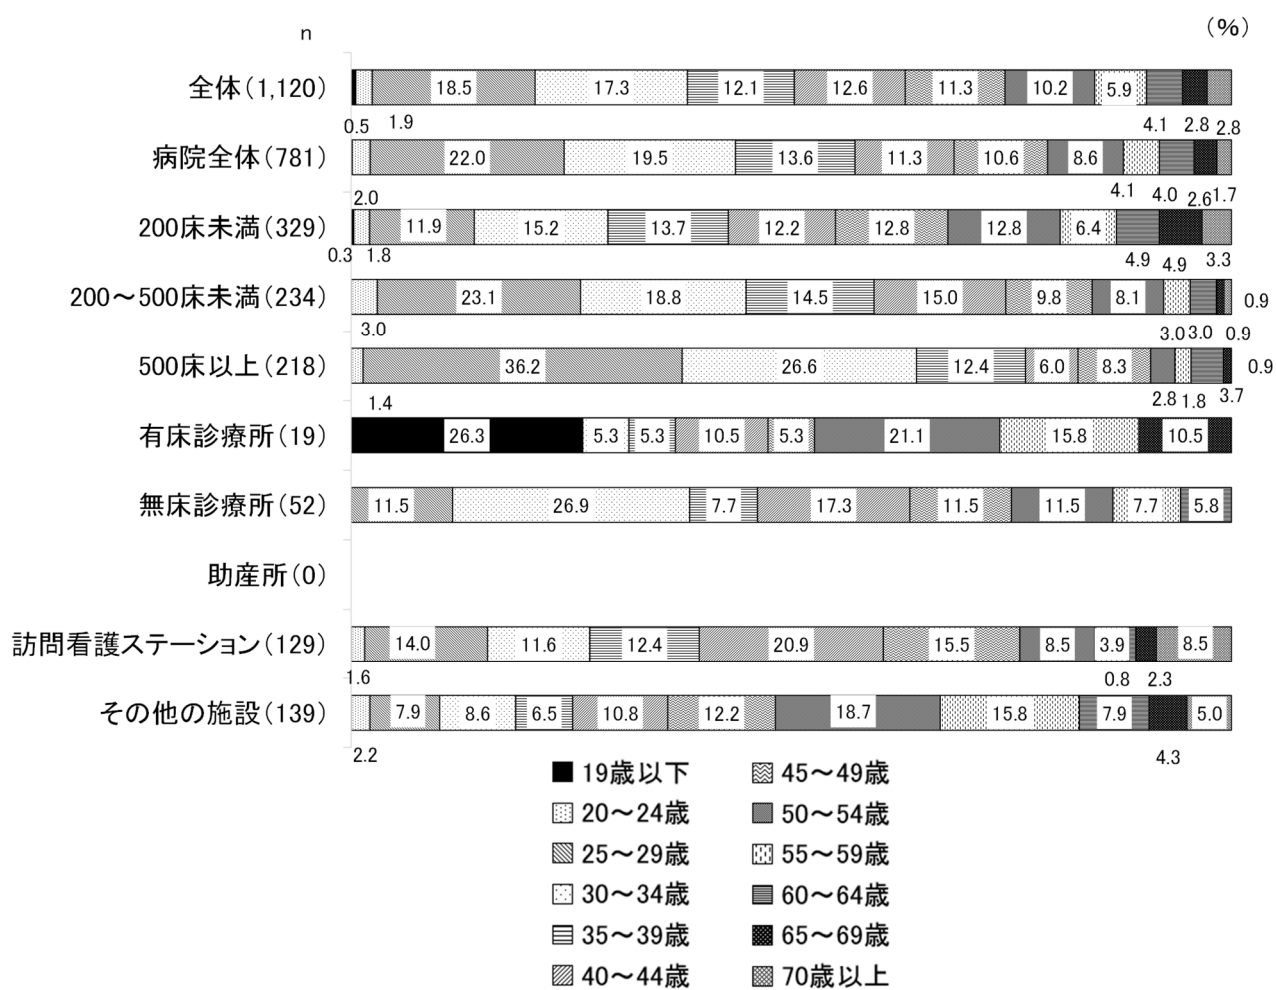 n
(%)
全体(1,120)
18.5 17.3 12.1 12.6 11.3 10.2 5.9
0.5 1.9 4.1 2.8 2.8
病院全体(781)
22.0 19.5 13.6 11.3 10.6 8.6
2.0 4.1 4.0 2.6 1.7
200床未満(329)
11.9 15.2 13.7 12.2 12.8 12.8 6.4
0.3 1.8 4.9 4.9 3.3
200～500床未満(234)
23.1 18.8 14.5 15.0 9.8 8.1 0.9
3.0 3.0 3.0 0.9
500床以上(218)
36.2 26.6 12.4 6.0 8.3 0.9
1.4 2.8 1.8 3.7
有床診療所(19)
26.3 5.3 5.3 10.5 5.3 21.1 15.8 10.5
無床診療所(52)
11.5 26.9 7.7 17.3 11.5 11.5 7.7 5.8
助産所(0)
訪問看護ステーション(129)
14.0 11.6 12.4 20.9 15.5 8.5 3.9 8.5
1.6 0.8 2.3
その他の施設(139)
7.9 8.6 6.5 10.8 12.2 18.7 15.8 7.9 5.0
2.2 4.3
19歳以下
20～24歳
25～29歳
30～34歳
35～39歳
40～44歳
45～49歳
50～54歳
55～59歳
60～64歳
65～69歳
70歳以上